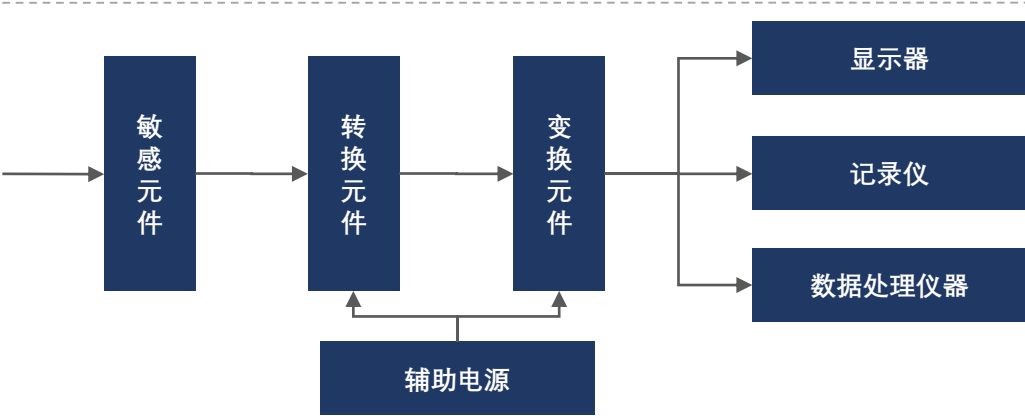 敏感元件
转换元件
变换元件
显示器
记录仪
数据处理仪器
辅助电源